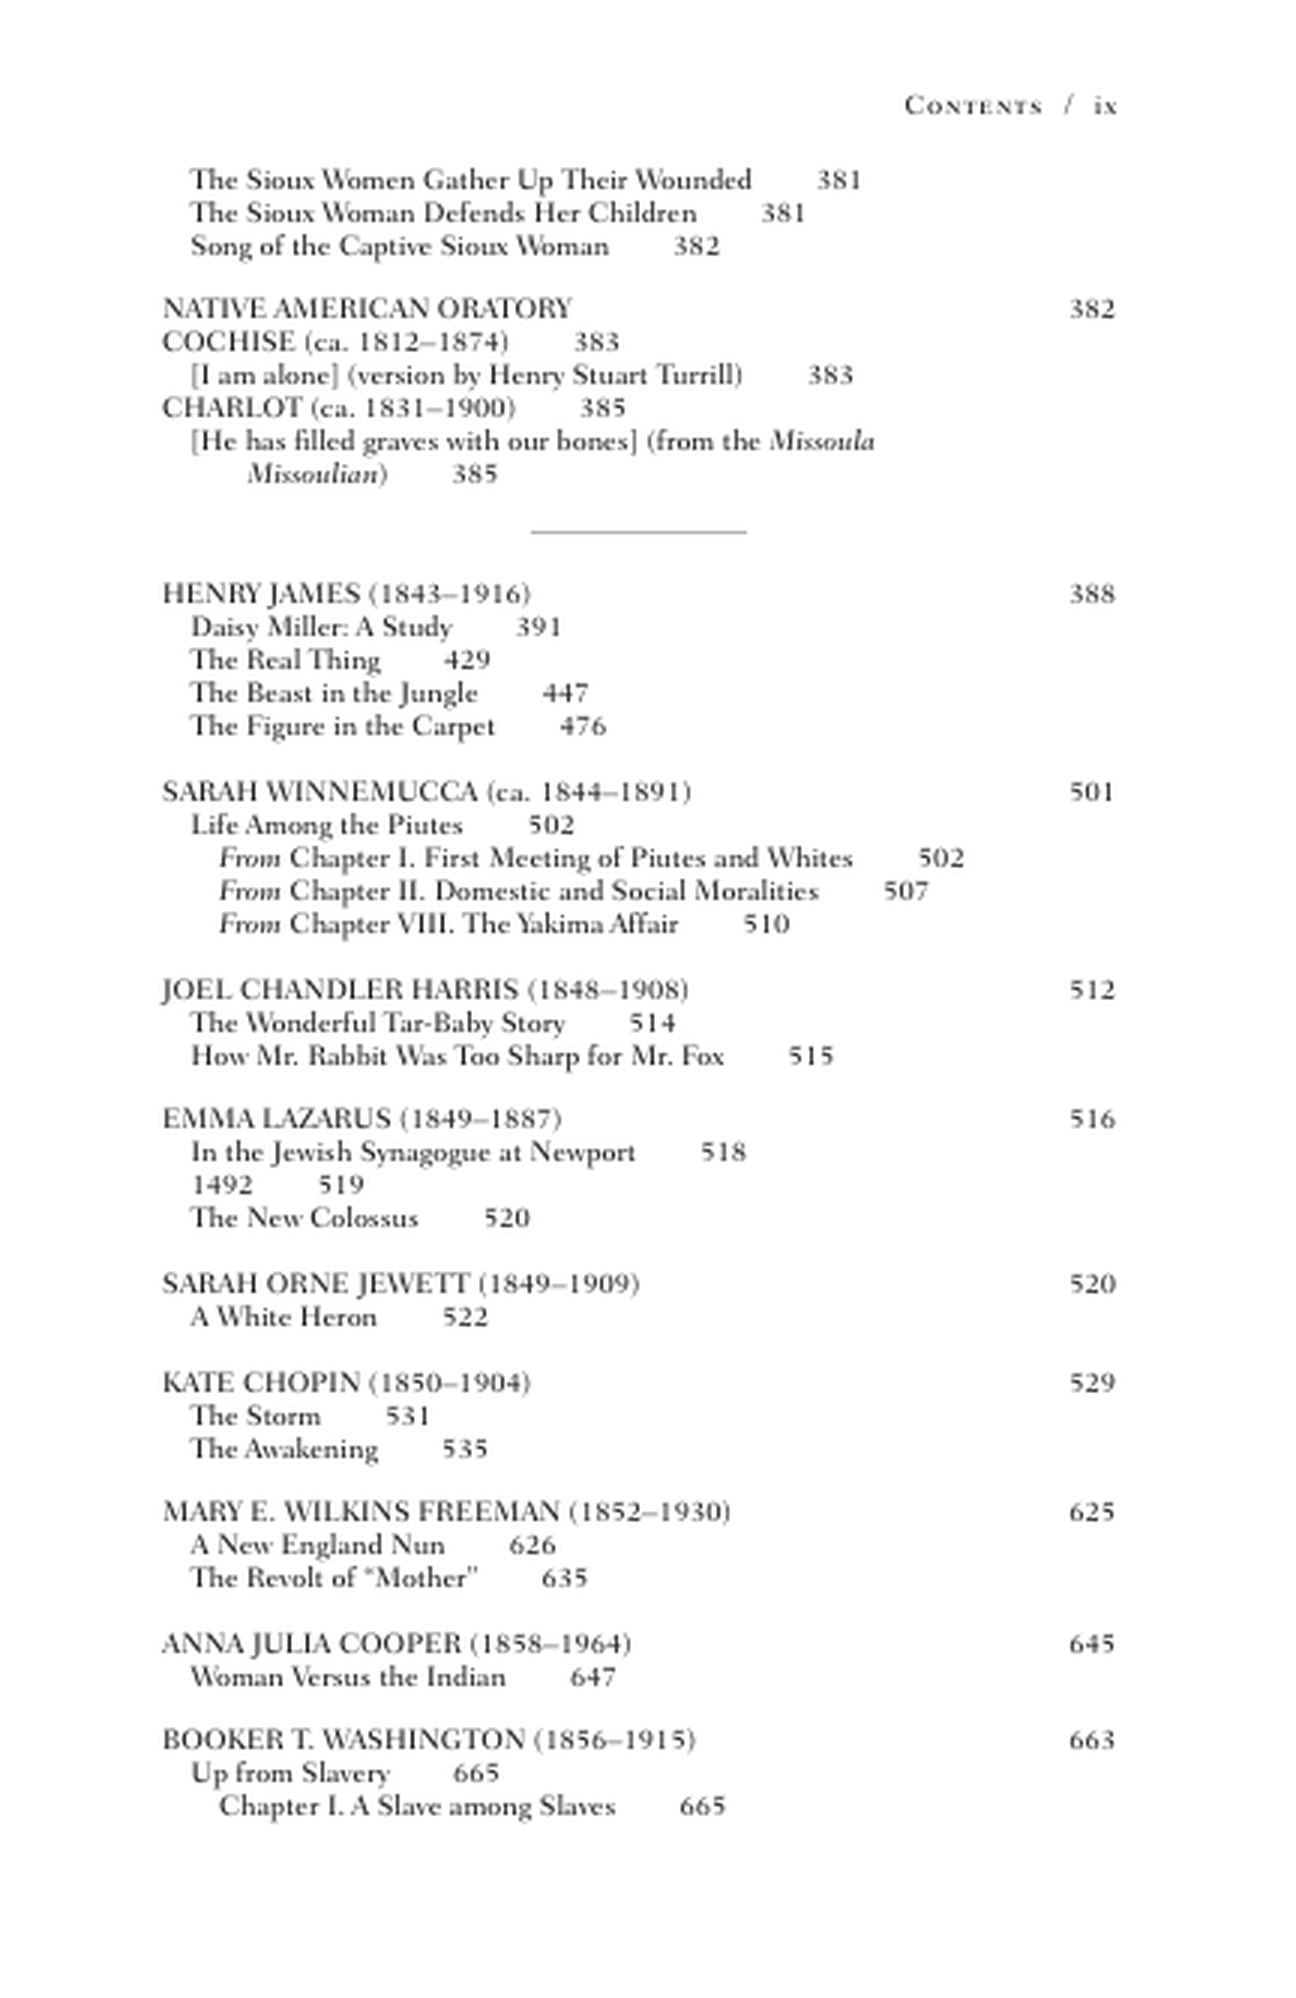 CONTENTS / ix
The Sioux Women Gather Up Their Wounded 381
The Sioux Woman Defends Her Children 381
Song of the Captive Sioux Woman 382
NATIVE AMERICAN ORATORY 382
COCHISE (ca. 1812–1874) 383
[I am alone] (version by Henry Stuart Turrill) 383
CHARLOT (ca. 1831–1900) 385
[He has filled graves with our bones] (from the Missoula
Missoulian) 385
HENRY JAMES (1843–1916) 388
Daisy Miller: A Study 391
The Real Thing 429
The Beast in the Jungle 447
The Figure in the Carpet 476
SARAH WINNEMUCCA (ca. 1844–1891) 501
Life Among the Piutes 502
From Chapter I. First Meeting of Piutes and Whites 502
From Chapter II. Domestic and Social Moralities 507
From Chapter VIII. The Yakima Affair 510
JOEL CHANDLER HARRIS (1848–1908) 512
The Wonderful Tar-Baby Story 514
How Mr. Rabbit Was Too Sharp for Mr. Fox 515
EMMA LAZARUS (1849–1887) 516
In the Jewish Synagogue at Newport 518
1492 519
The New Colossus 520
SARAH ORNE JEWETT (1849–1909) 520
A White Heron 522
KATE CHOPIN (1850–1904) 529
The Storm 531
The Awakening 535
MARY E. WILKINS FREEMAN (1852–1930) 625
A New England Nun 626
The Revolt of “Mother” 635
ANNA JULIA COOPER (1858–1964) 645
Woman Versus the Indian 647
BOOKER T. WASHINGTON (1856–1915) 663
Up from Slavery 665
Chapter I. A Slave among Slaves 665